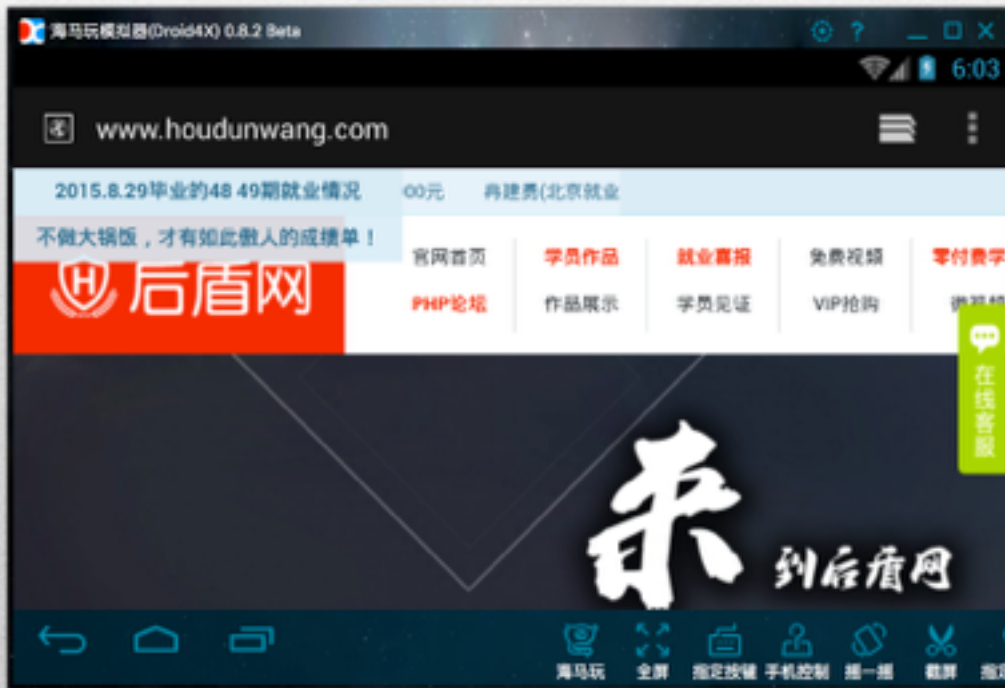 海马玩模拟器(Droid4X) 0.8.2 Beta
6:03
www.houdunwang.com
2015.8.29毕业的48 49期就业情况 00元 冉建勇(北京就业
不做大锅饭，才有如此傲人的成绩单！
后盾网
官网首页 学员作品 就业喜报 免费视频 零付费学
PHP论坛 作品展示 学员见证 VIP抢购
在线客服
来
到后盾网
海马玩 全屏 指定按键 手机控制 摇一摇 截屏 指定